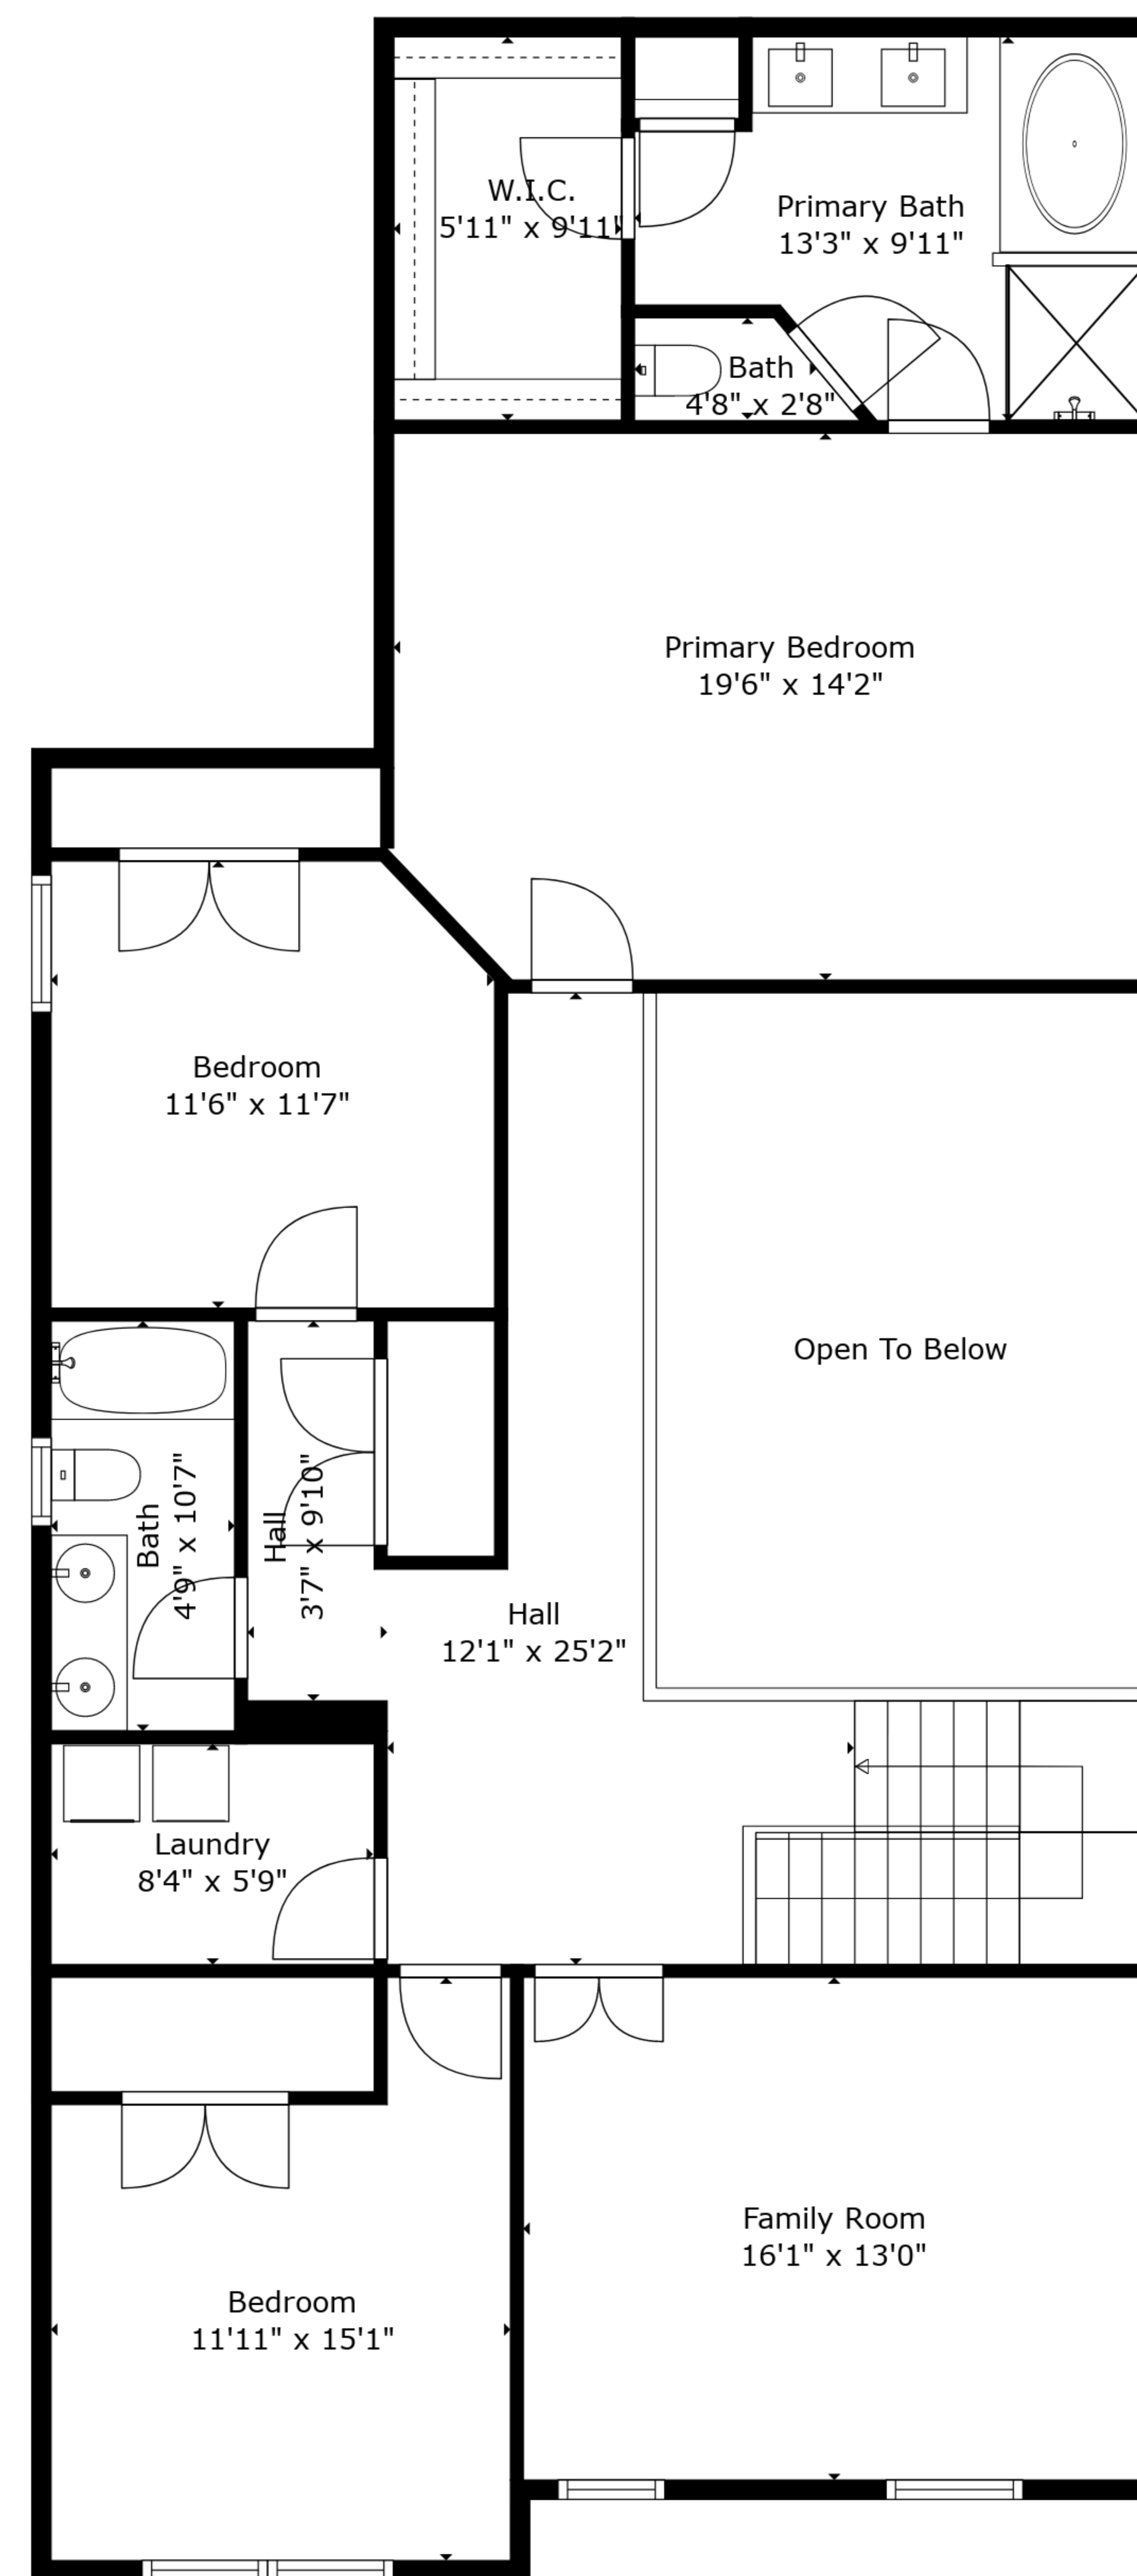 W.I.C.
5'11" x 9'11"
Primary Bath
13'3" x 9'11"
Bath
4'8" x 2'8"
Primary Bedroom
19'6" x 14'2"
Bedroom
11'6" x 11'7"
Open To Below
Bath
4'9" x 10'7"
Hall
3'7" x 9'10"
Hall
12'1" x 25'2"
Laundry
8'4" x 5'9"
Family Room
16'1" x 13'0"
Bedroom
11'11" x 15'1"